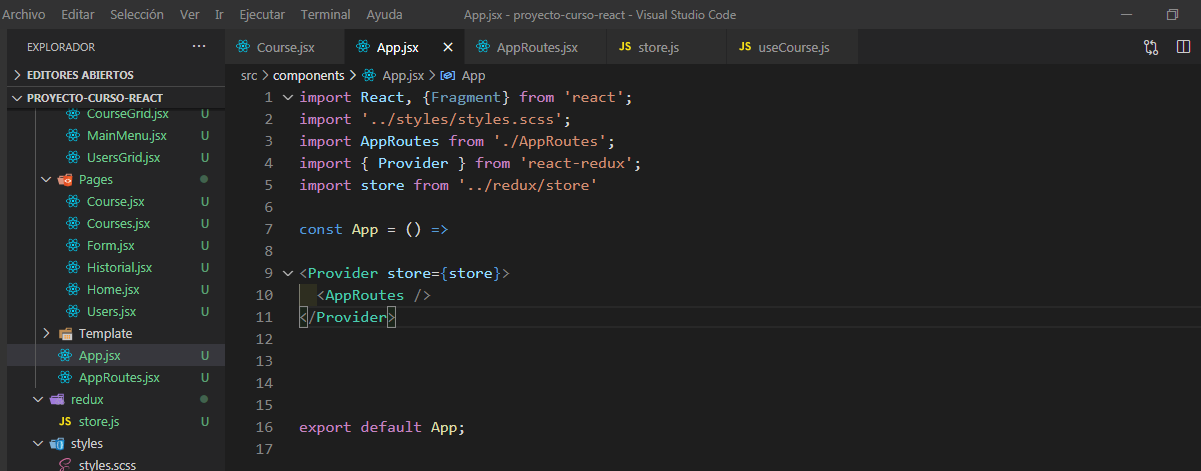 Archivo Editar Selección Ver Ir Ejecutar Terminal Ayuda App.jsx - proyecto-curso-react - Visual Studio Code
EXPLORADOR ···
EDITORES ABIERTOS
PROYECTO-CURSO-REACT
CourseGrid.jsx U
MainMenu.jsx U
UsersGrid.jsx U
Pages
Course.jsx U
Courses.jsx U
Form.jsx U
Historial.jsx U
Home.jsx U
Users.jsx U
Template
App.jsx U
AppRoutes.jsx U
redux
JS store.js U
styles
styles.scss
Course.jsx App.jsx AppRoutes.jsx JS store.js JS useCourse.js
src > components > App.jsx > App
1 import React, {Fragment} from 'react';
2 import '../styles/styles.scss';
3 import AppRoutes from './AppRoutes';
4 import { Provider } from 'react-redux';
5 import store from '../redux/store'
6
7 const App = () =>
8
9 <Provider store={store}>
10 <AppRoutes />
11 </Provider>
12
13
14
15
16 export default App;
17